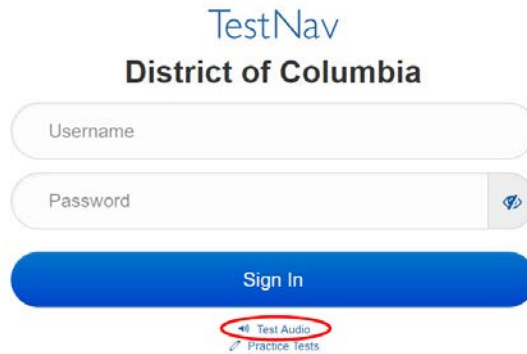 TestNav
District of Columbia
Username
Password
Sign In
Test Audio
Practice Tests